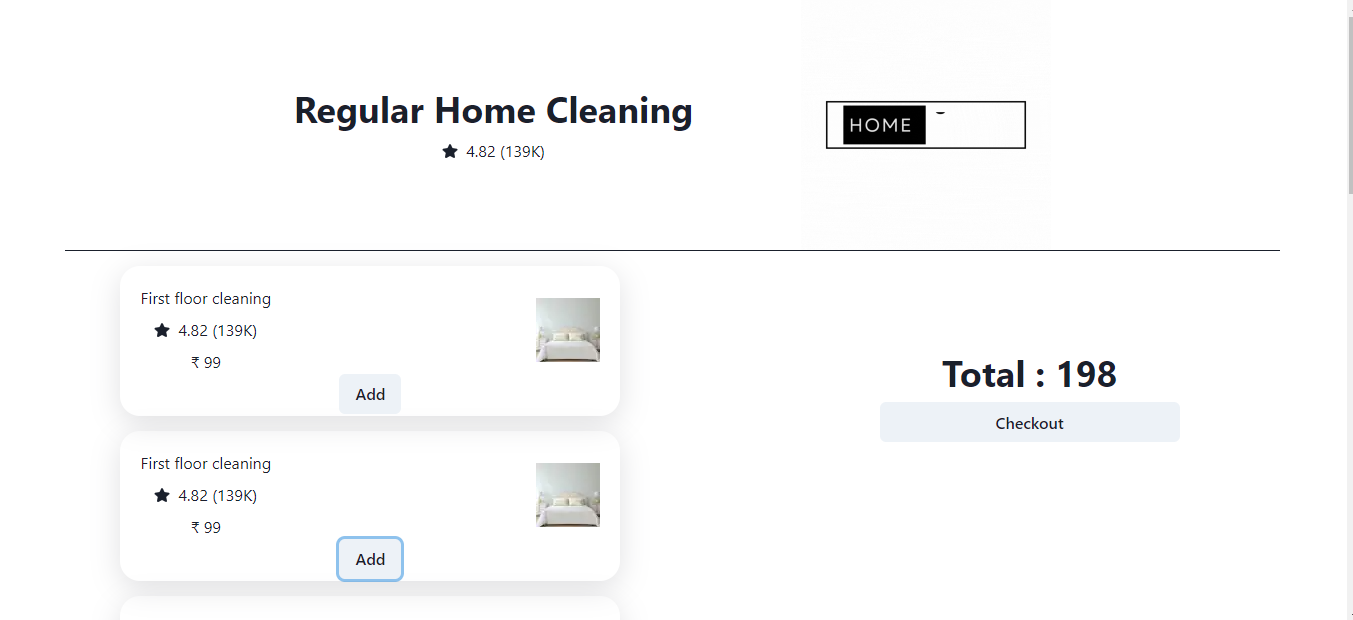 Regular Home Cleaning
4.82 (139K)
HOME
First floor cleaning
4.82 (139K)
₹ 99
Add
Total : 198
Checkout
First floor cleaning
4.82 (139K)
₹ 99
Add